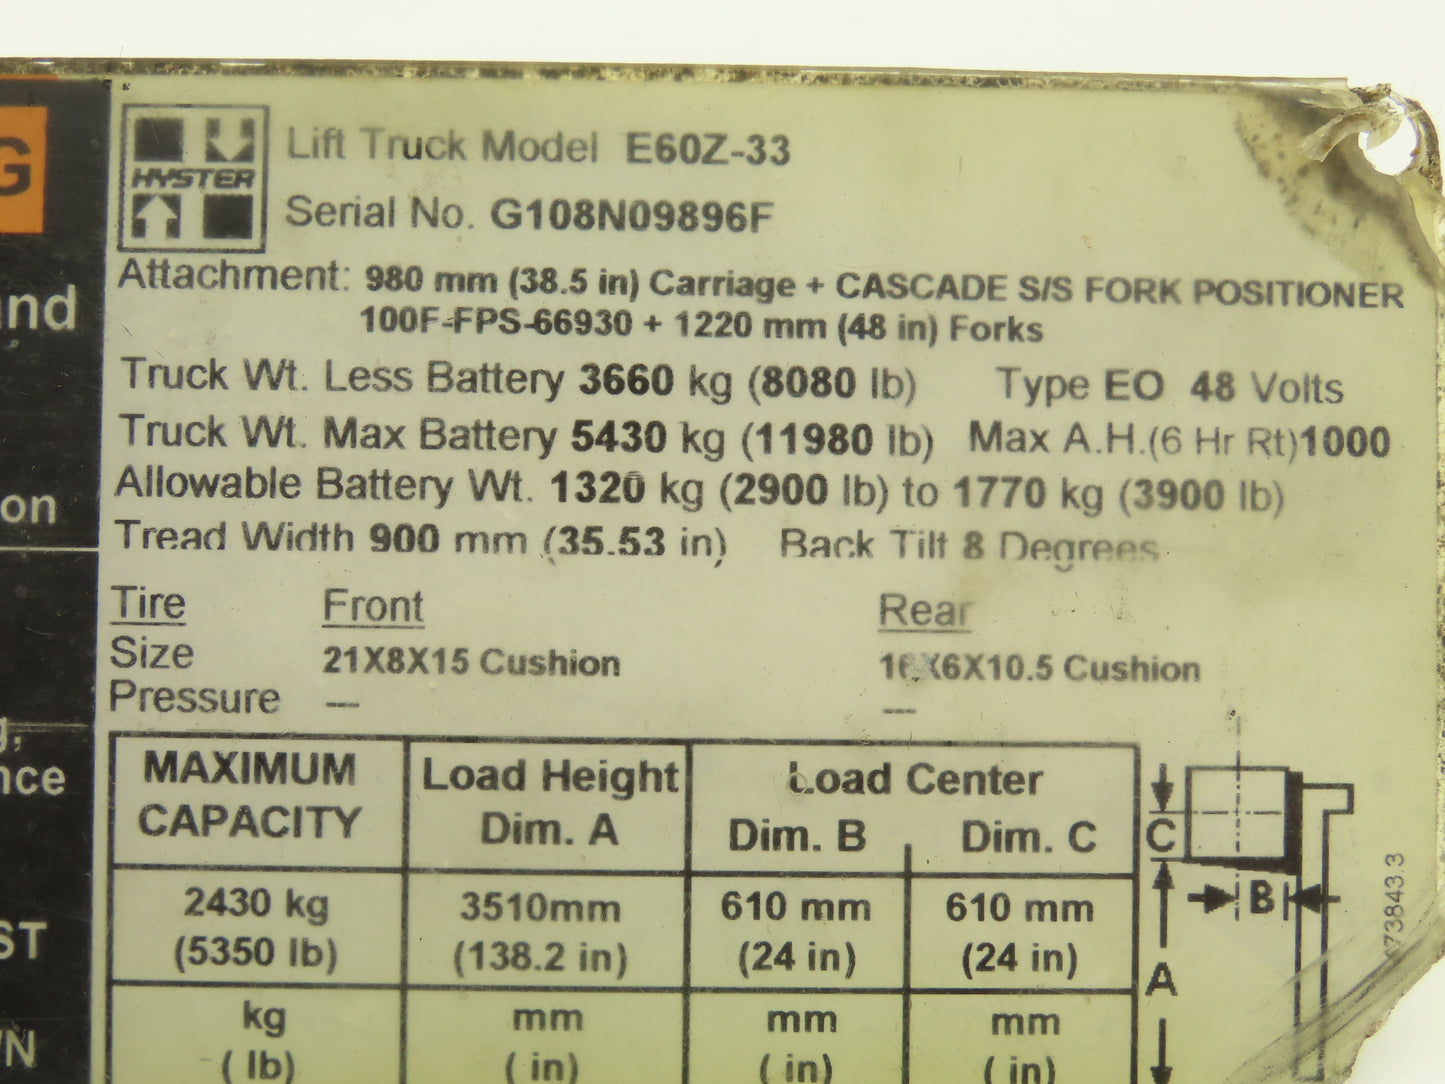 G
HYSTER
Lift Truck Model E60Z-33
Serial No. G108N09896F
Attachment: 980 mm (38.5 in) Carriage + CASCADE S/S FORK POSITIONER
100F-FPS-66930 + 1220 mm (48 in) Forks
Truck Wt. Less Battery 3660 kg (8080 lb) Type EO 48 Volts
Truck Wt. Max Battery 5430 kg (11980 lb) Max A.H.(6 Hr Rt)1000
Allowable Battery Wt. 1320 kg (2900 lb) to 1770 kg (3900 lb)
Tread Width 900 mm (35.53 in) Back Tilt 8 Degrees
Tire Front Rear
Size 21X8X15 Cushion 16X6X10.5 Cushion
Pressure --- ---
MAXIMUM CAPACITY Load Height Dim. A Load Center Dim. B Dim. C
2430 kg (5350 lb) 3510mm (138.2 in) 610 mm (24 in) 610 mm (24 in)
kg mm mm mm
( lb) ( in) ( in) ( in)
C
B
A
73843.3
nd
on
g,
nce
ST
N